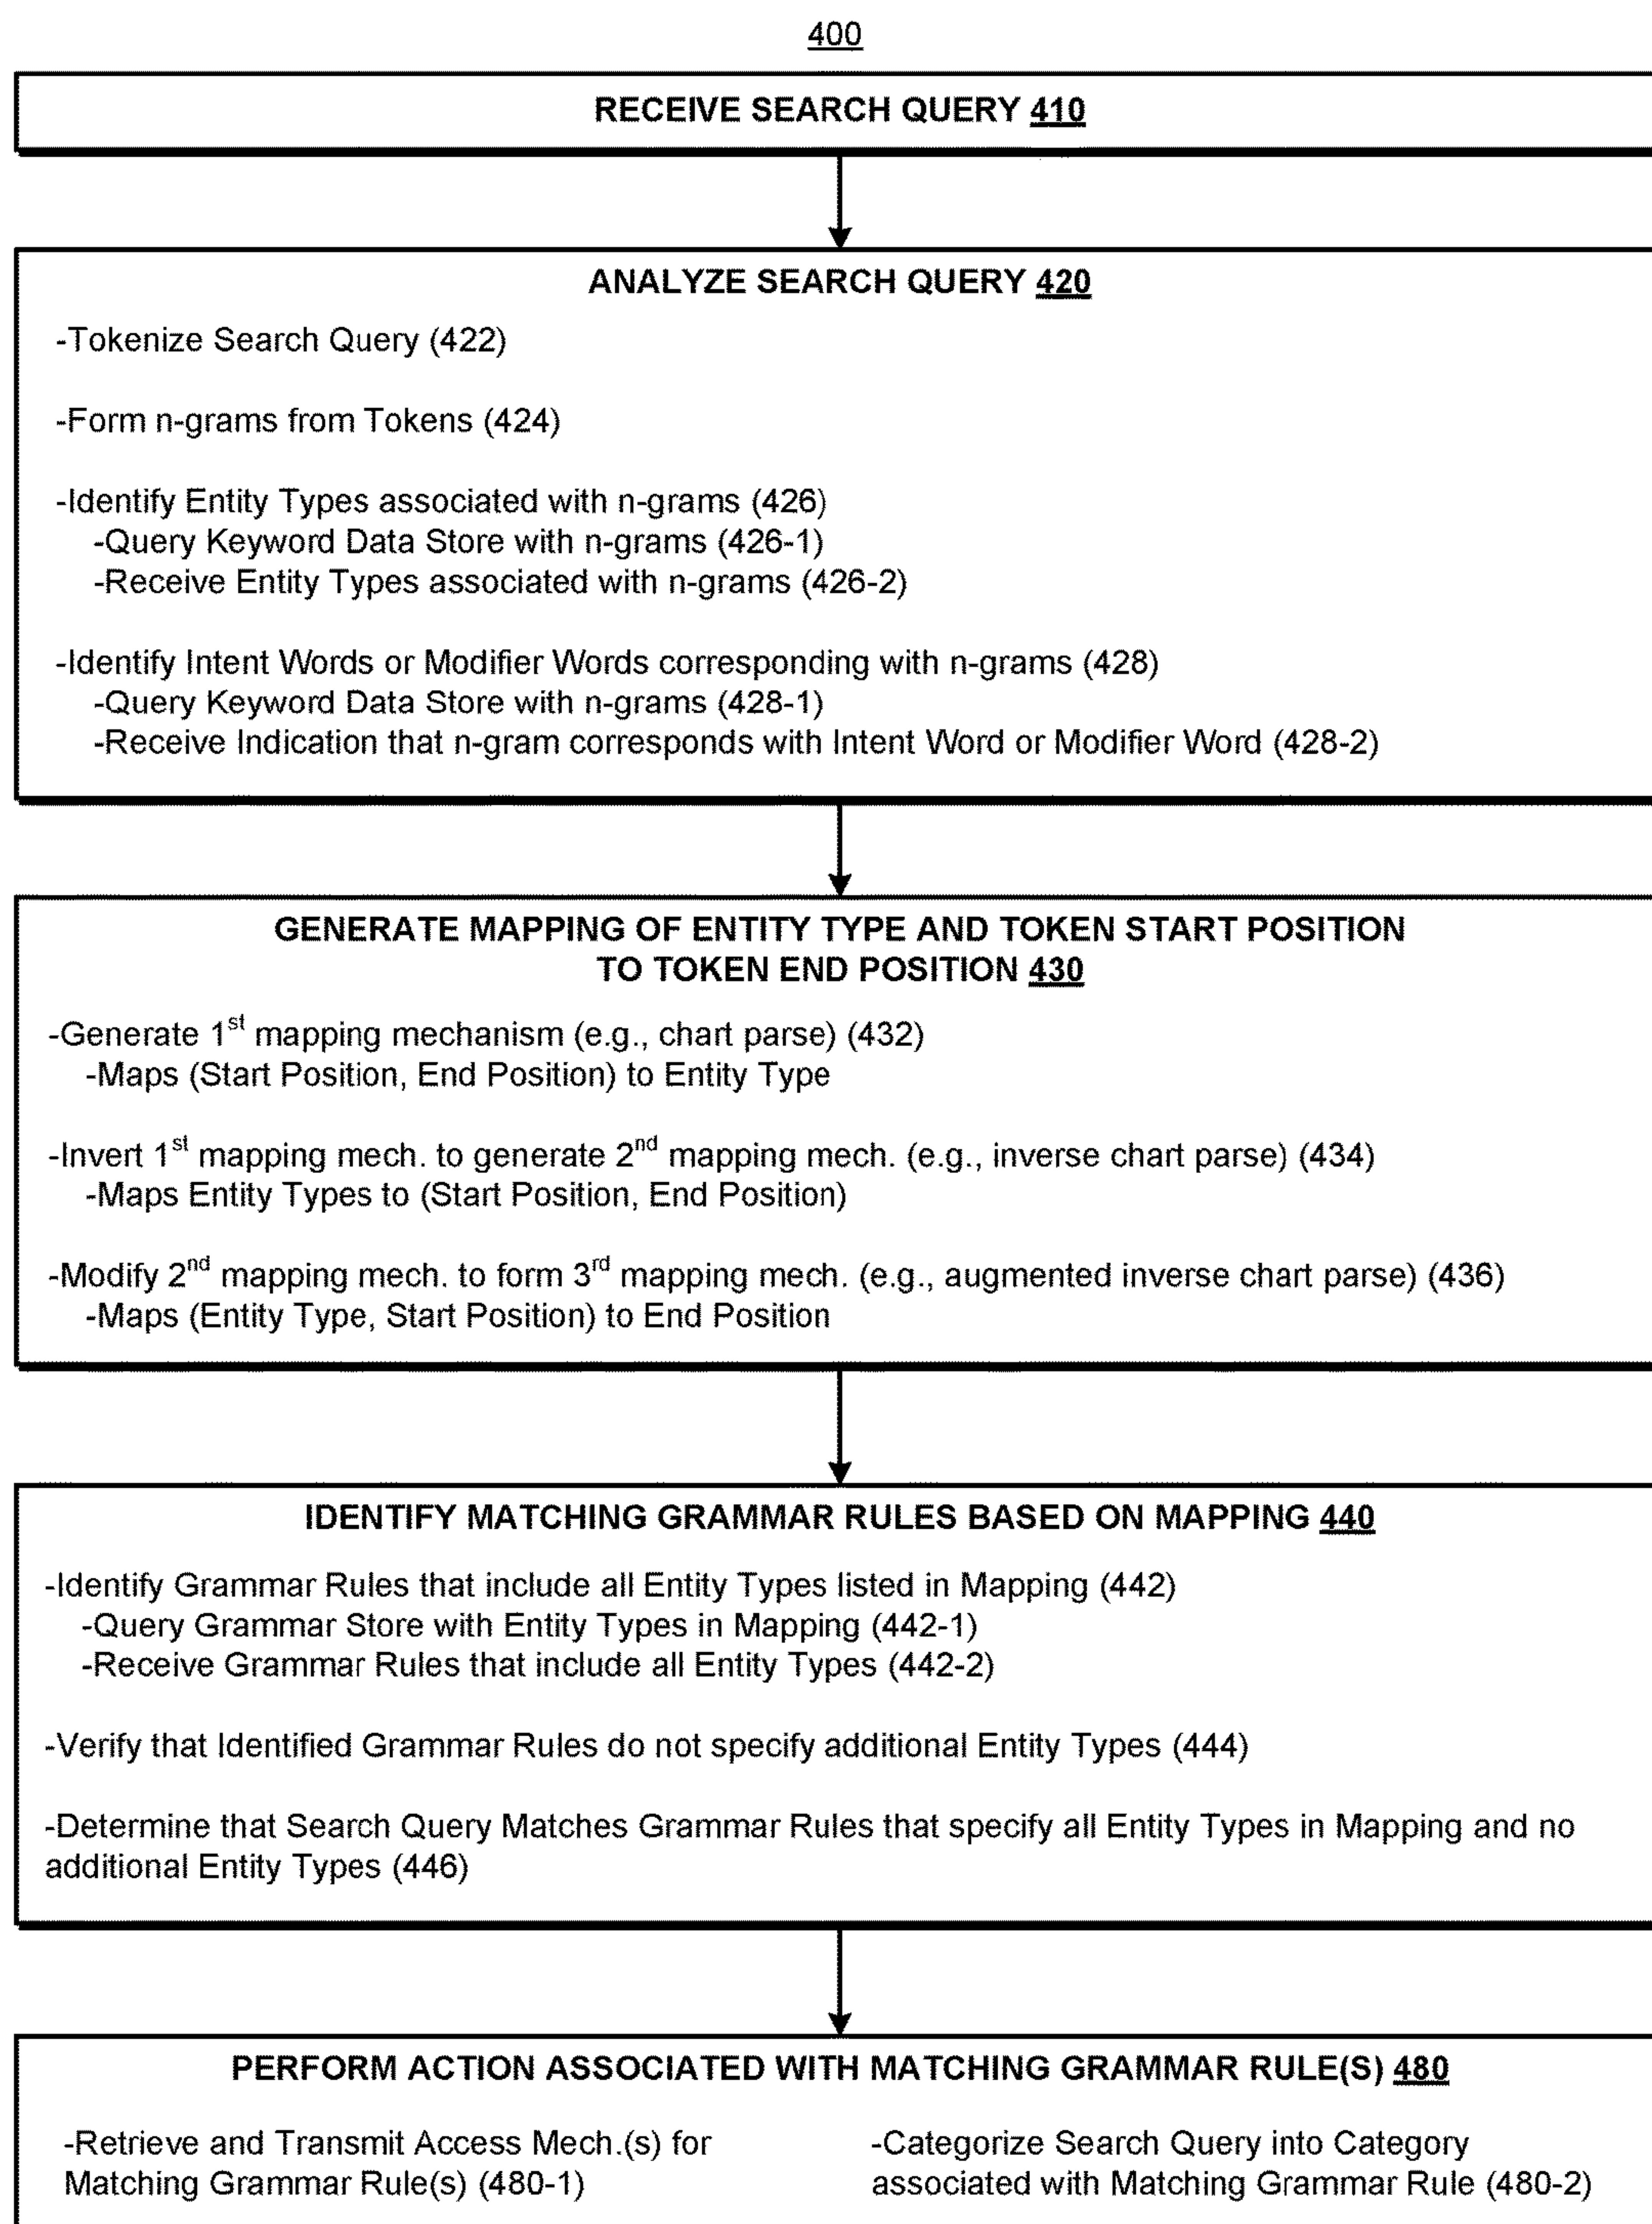 400
RECEIVE SEARCH QUERY 410
ANALYZE SEARCH QUERY 420
-Tokenize Search Query (422)
-Form n-grams from Tokens (424)
-Identify Entity Types associated with n-grams (426)
-Query Keyword Data Store with n-grams (426-1)
-Receive Entity Types associated with n-grams (426-2)
-Identify Intent Words or Modifier Words corresponding with n-grams (428)
-Query Keyword Data Store with n-grams (428-1)
-Receive Indication that n-gram corresponds with Intent Word or Modifier Word (428-2)
GENERATE MAPPING OF ENTITY TYPE AND TOKEN START POSITION
TO TOKEN END POSITION 430
-Generate 1st mapping mechanism (e.g., chart parse) (432)
-Maps (Start Position, End Position) to Entity Type
-Invert 1st mapping mech. to generate 2nd mapping mech. (e.g., inverse chart parse) (434)
-Maps Entity Types to (Start Position, End Position)
-Modify 2nd mapping mech. to form 3rd mapping mech. (e.g., augmented inverse chart parse) (436)
-Maps (Entity Type, Start Position) to End Position
IDENTIFY MATCHING GRAMMAR RULES BASED ON MAPPING 440
-Identify Grammar Rules that include all Entity Types listed in Mapping (442)
-Query Grammar Store with Entity Types in Mapping (442-1)
-Receive Grammar Rules that include all Entity Types (442-2)
-Verify that Identified Grammar Rules do not specify additional Entity Types (444)
-Determine that Search Query Matches Grammar Rules that specify all Entity Types in Mapping and no
additional Entity Types (446)
PERFORM ACTION ASSOCIATED WITH MATCHING GRAMMAR RULE(S) 480
-Retrieve and Transmit Access Mech.(s) for
Matching Grammar Rule(s) (480-1)
-Categorize Search Query into Category
associated with Matching Grammar Rule (480-2)